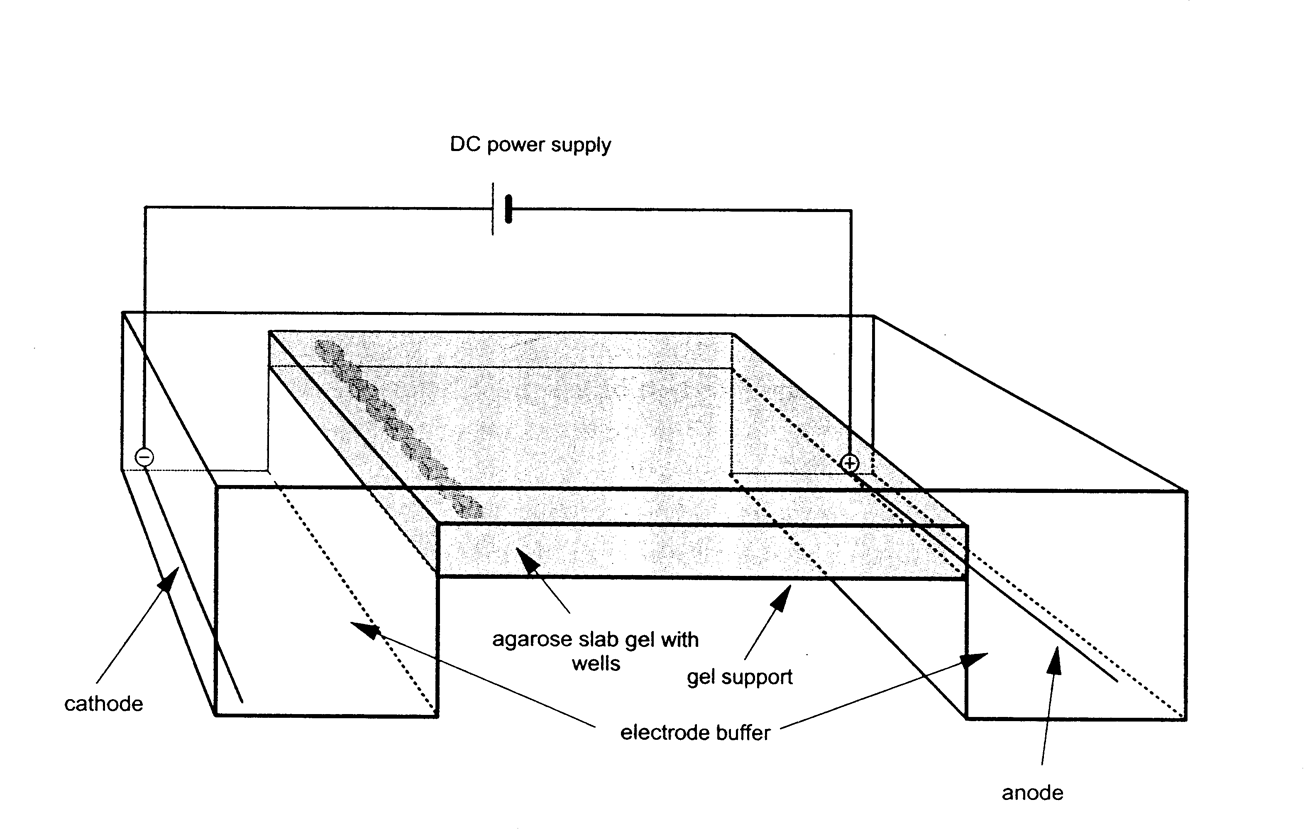 DC power supply
−
+
agarose slab gel with
wells
gel support
cathode
electrode buffer
anode